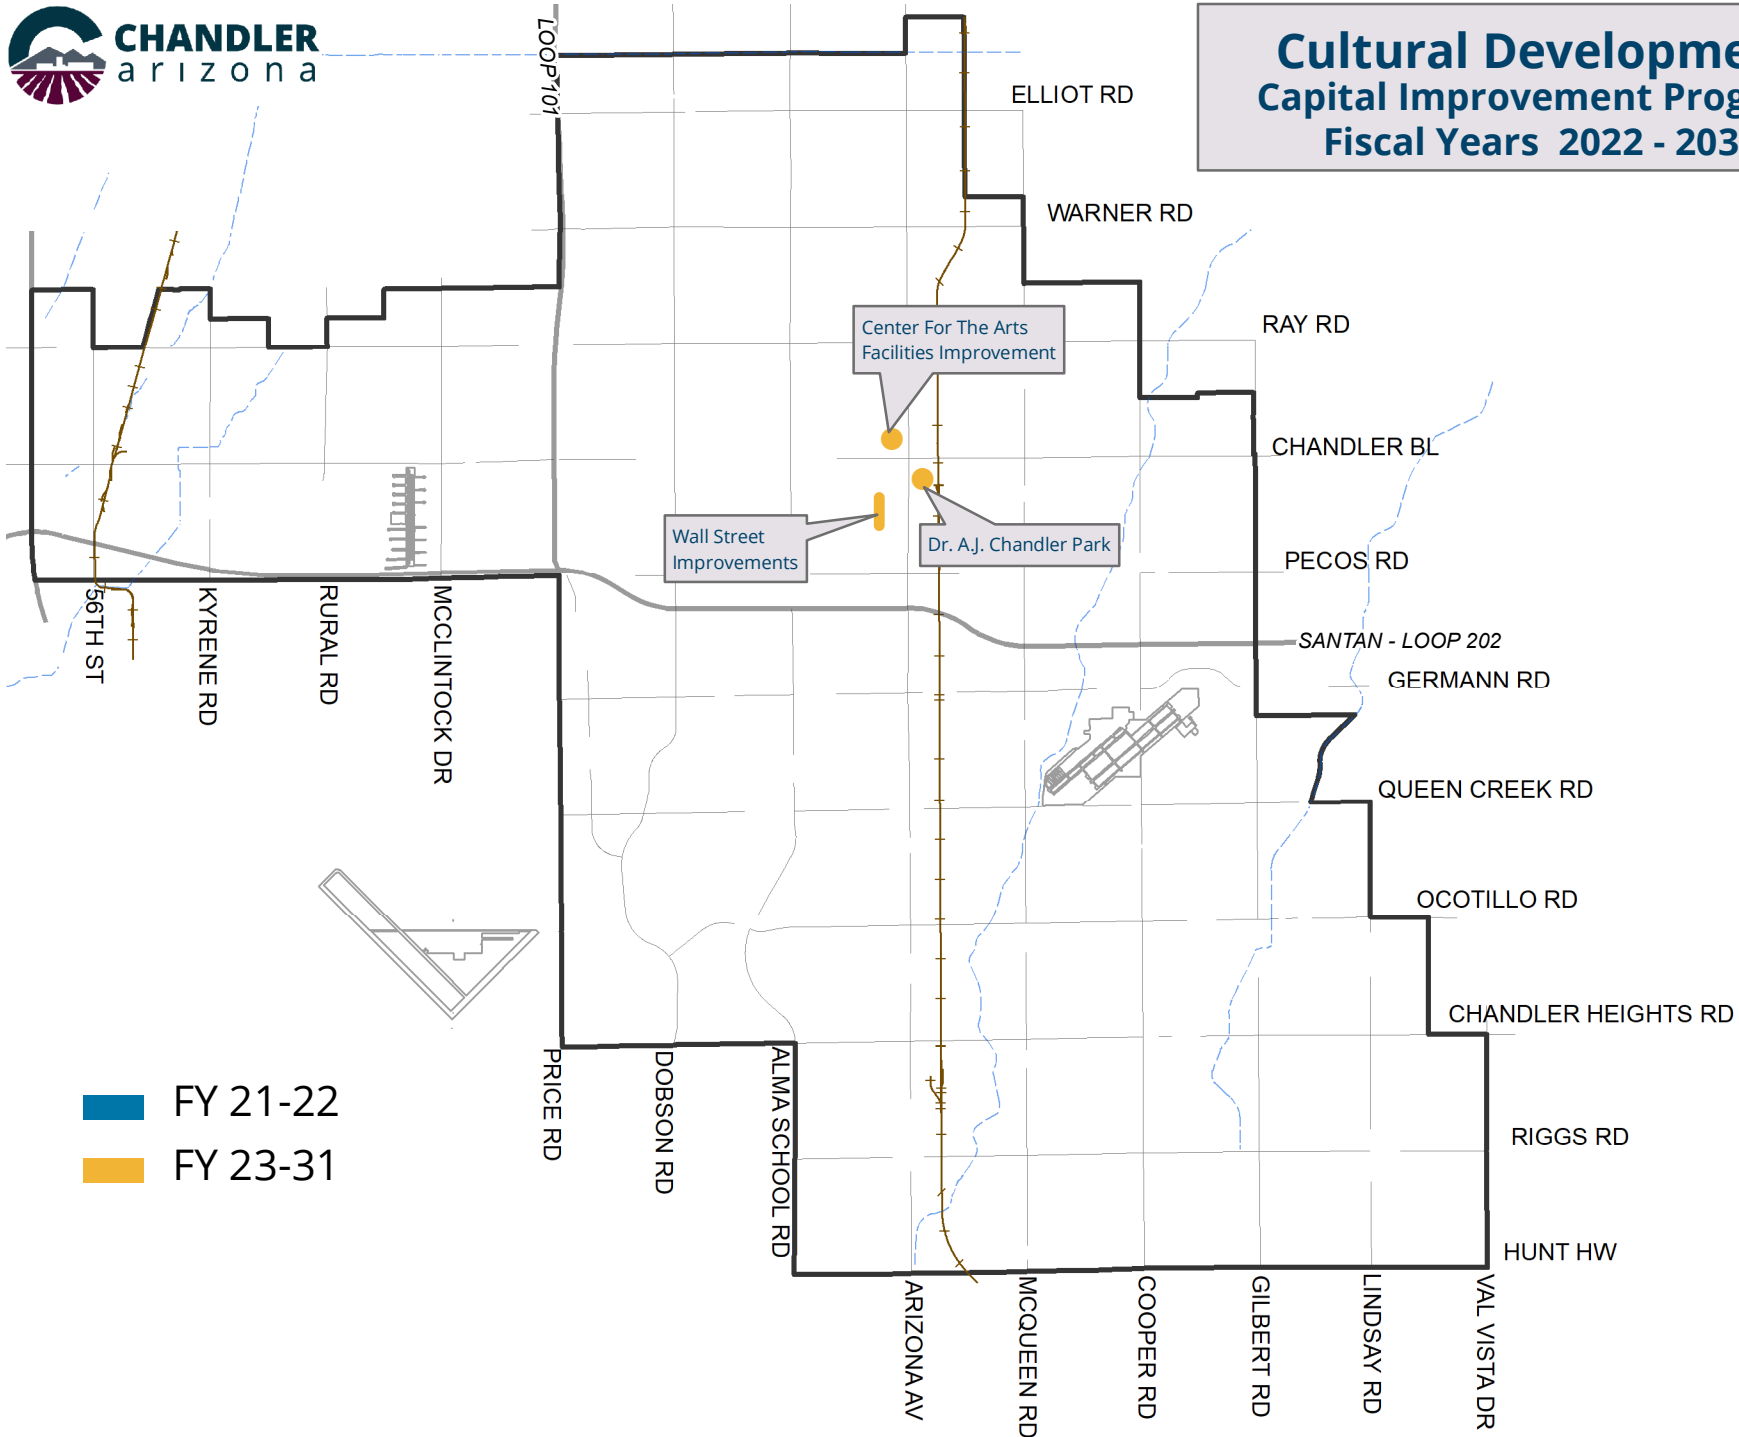 CHANDLER
arizona
Cultural Developme
Capital Improvement Prog
Fiscal Years 2022 - 203
LOOP 101
ELLIOT RD
WARNER RD
RAY RD
CHANDLER BL
PECOS RD
SANTAN - LOOP 202
GERMANN RD
QUEEN CREEK RD
OCOTILLO RD
CHANDLER HEIGHTS RD
RIGGS RD
HUNT HW
Center For The Arts
Facilities Improvement
Wall Street
Improvements
Dr. A.J. Chandler Park
56TH ST
KYRENE RD
RURAL RD
MCCLINTOCK DR
PRICE RD
DOBSON RD
ALMA SCHOOL RD
ARIZONA AV
MCQUEEN RD
COOPER RD
GILBERT RD
LINDSAY RD
VAL VISTA DR
FY 21-22
FY 23-31